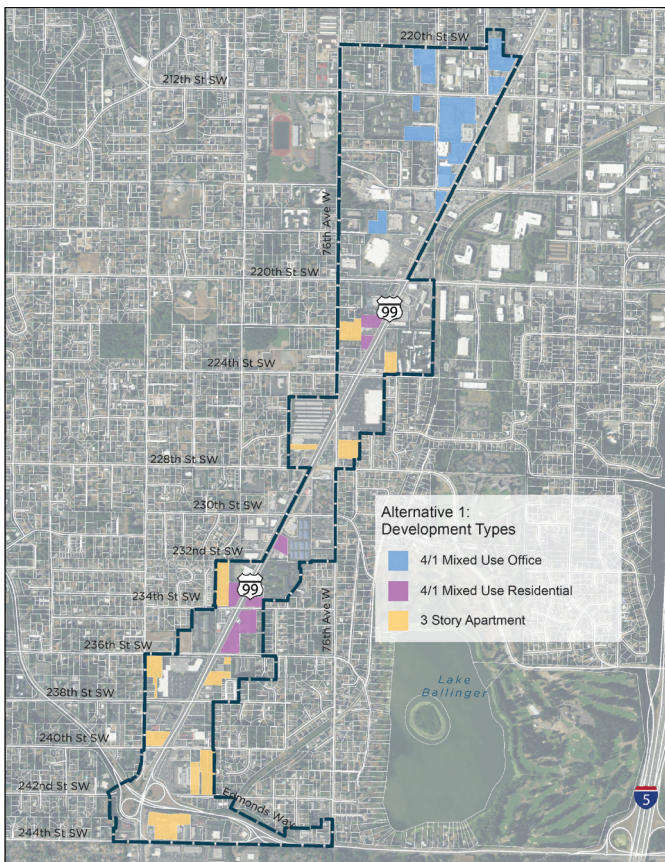 220th St SW
212th St SW
76th Ave W
220th St SW
99
224th St SW
228th St SW
230th St SW
Alternative 1:
Development Types
4/1 Mixed Use Office
4/1 Mixed Use Residential
3 Story Apartment
232nd St SW
99
234th St SW
76th Ave W
236th St SW
238th St SW
Lake
Ballinger
240th St SW
242nd St SW
Edmonds Way
5
244th St SW